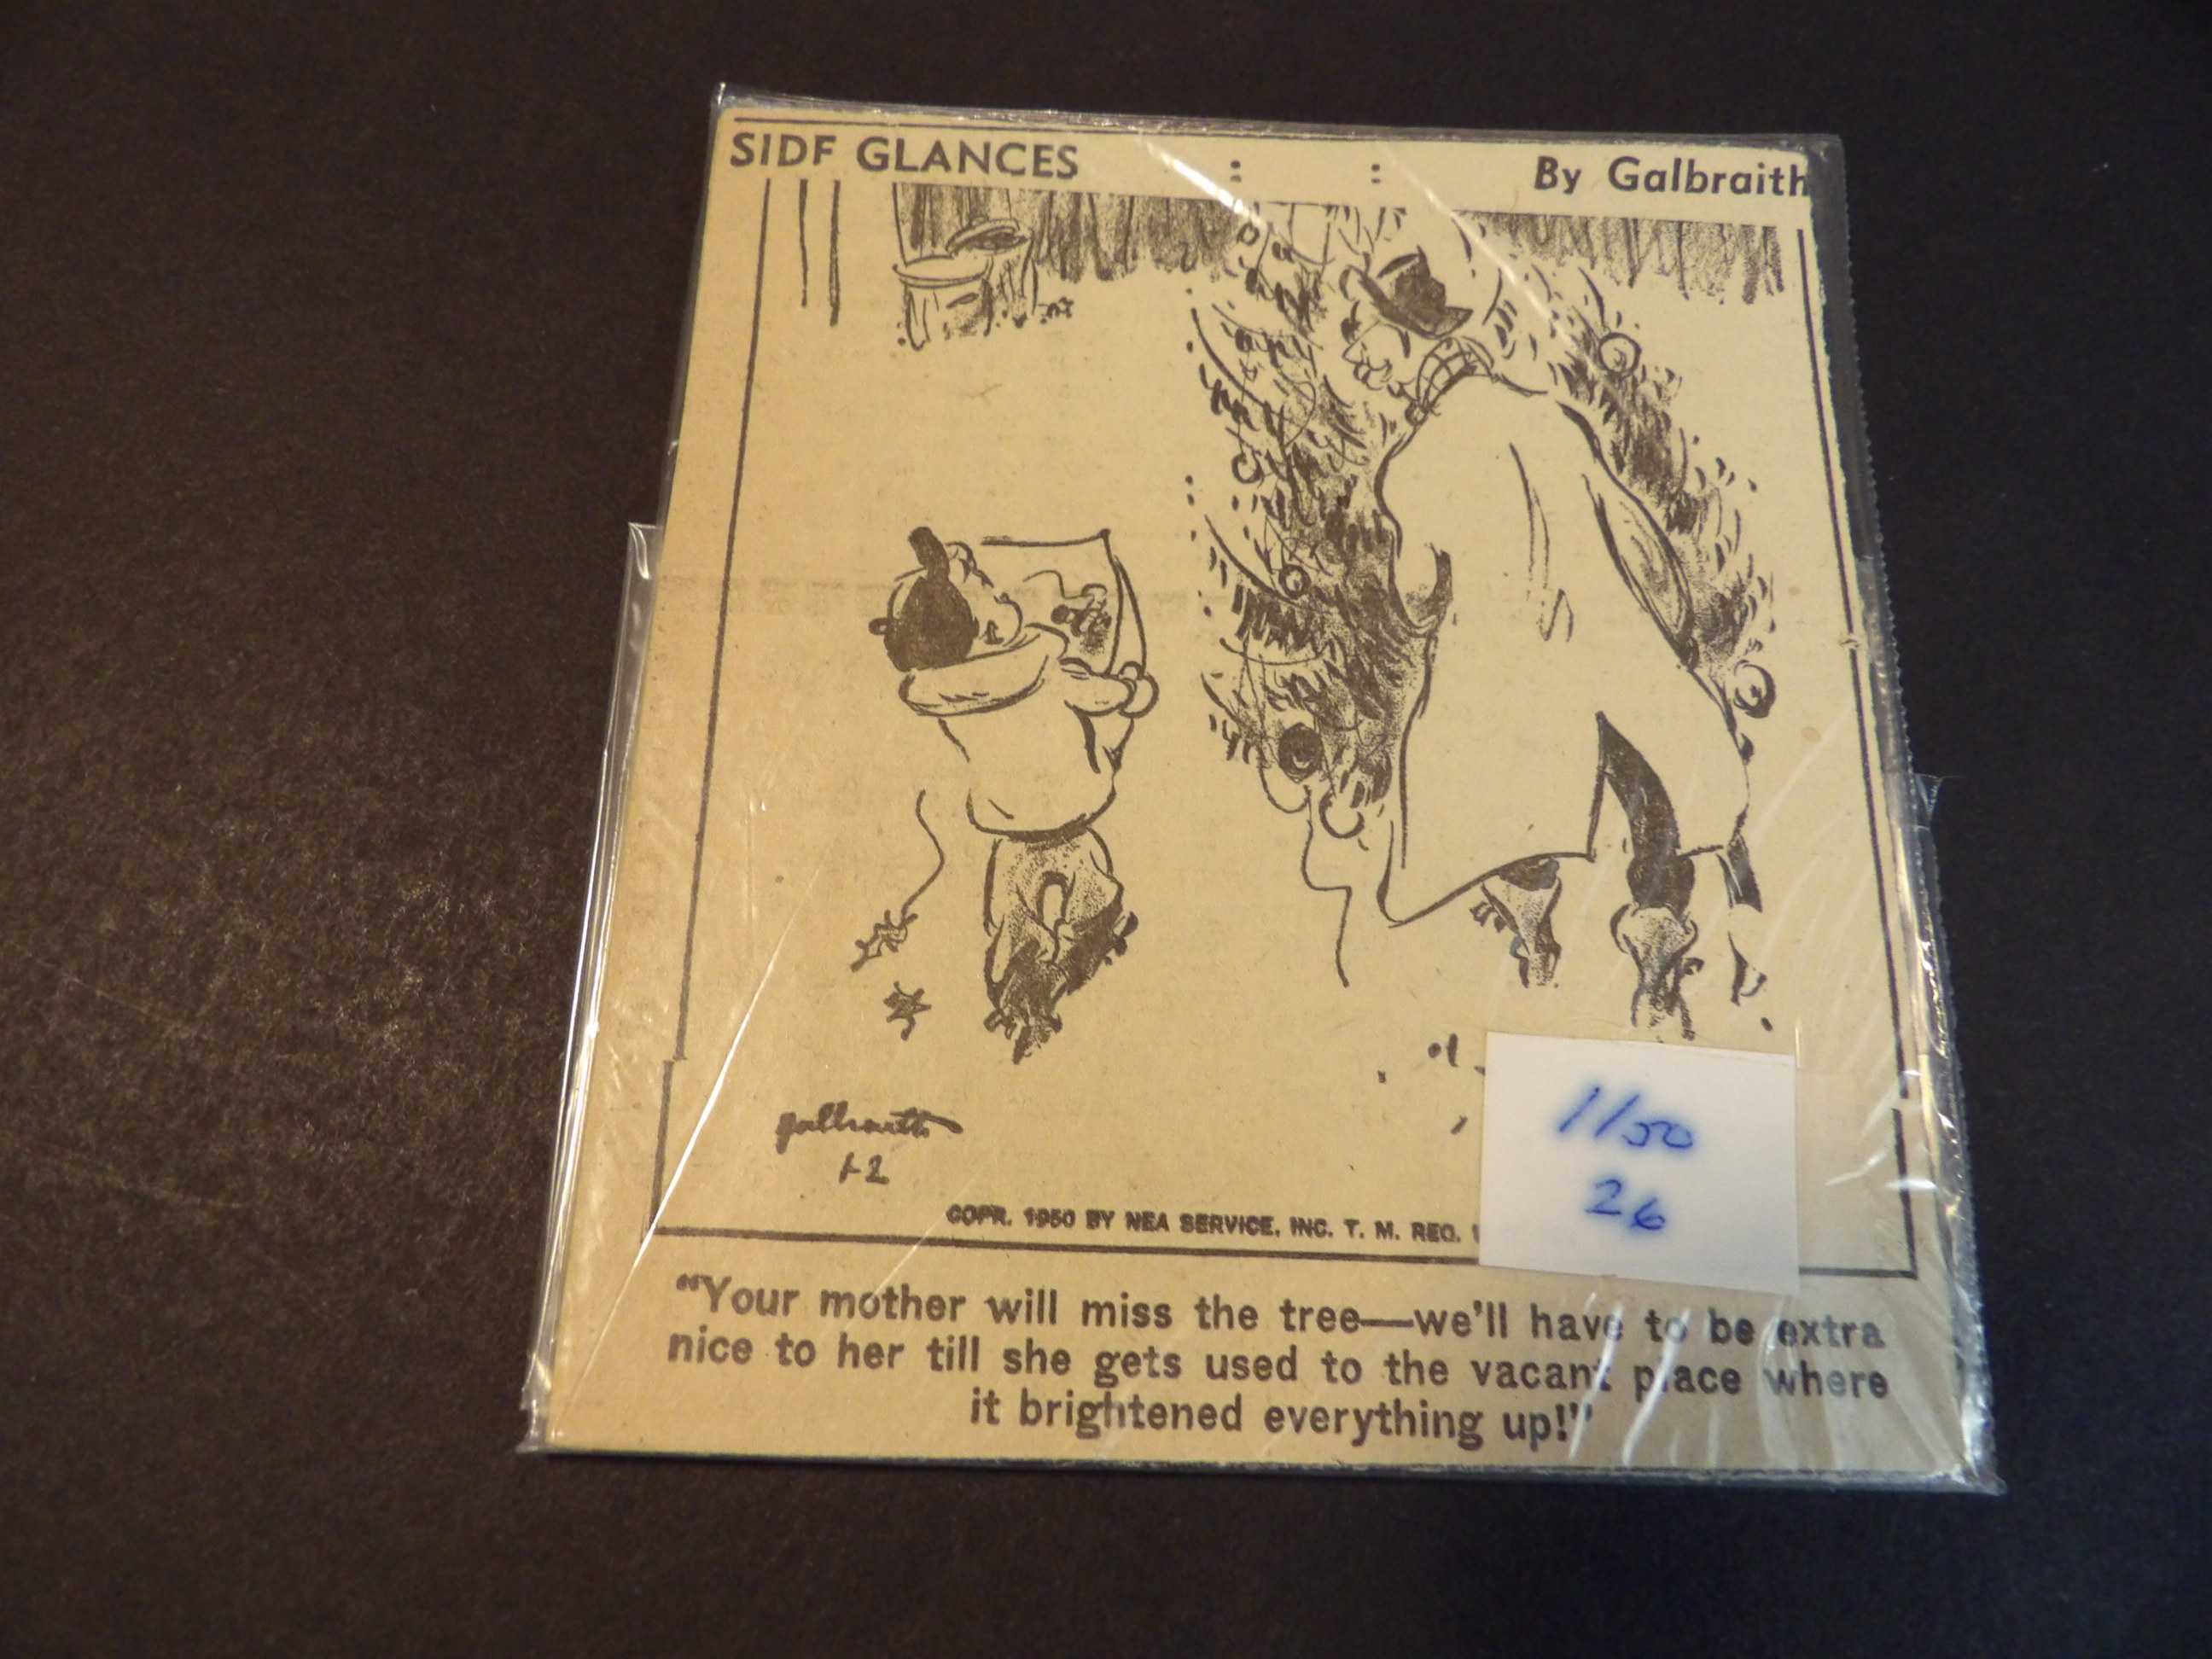 SIDF GLANCES : : By Galbraith
galbraith
1-2
COPR. 1950 BY NEA SERVICE, INC. T. M. REG.
1/50
26
"Your mother will miss the tree—we'll have to be extra
nice to her till she gets used to the vacant place where
it brightened everything up!"